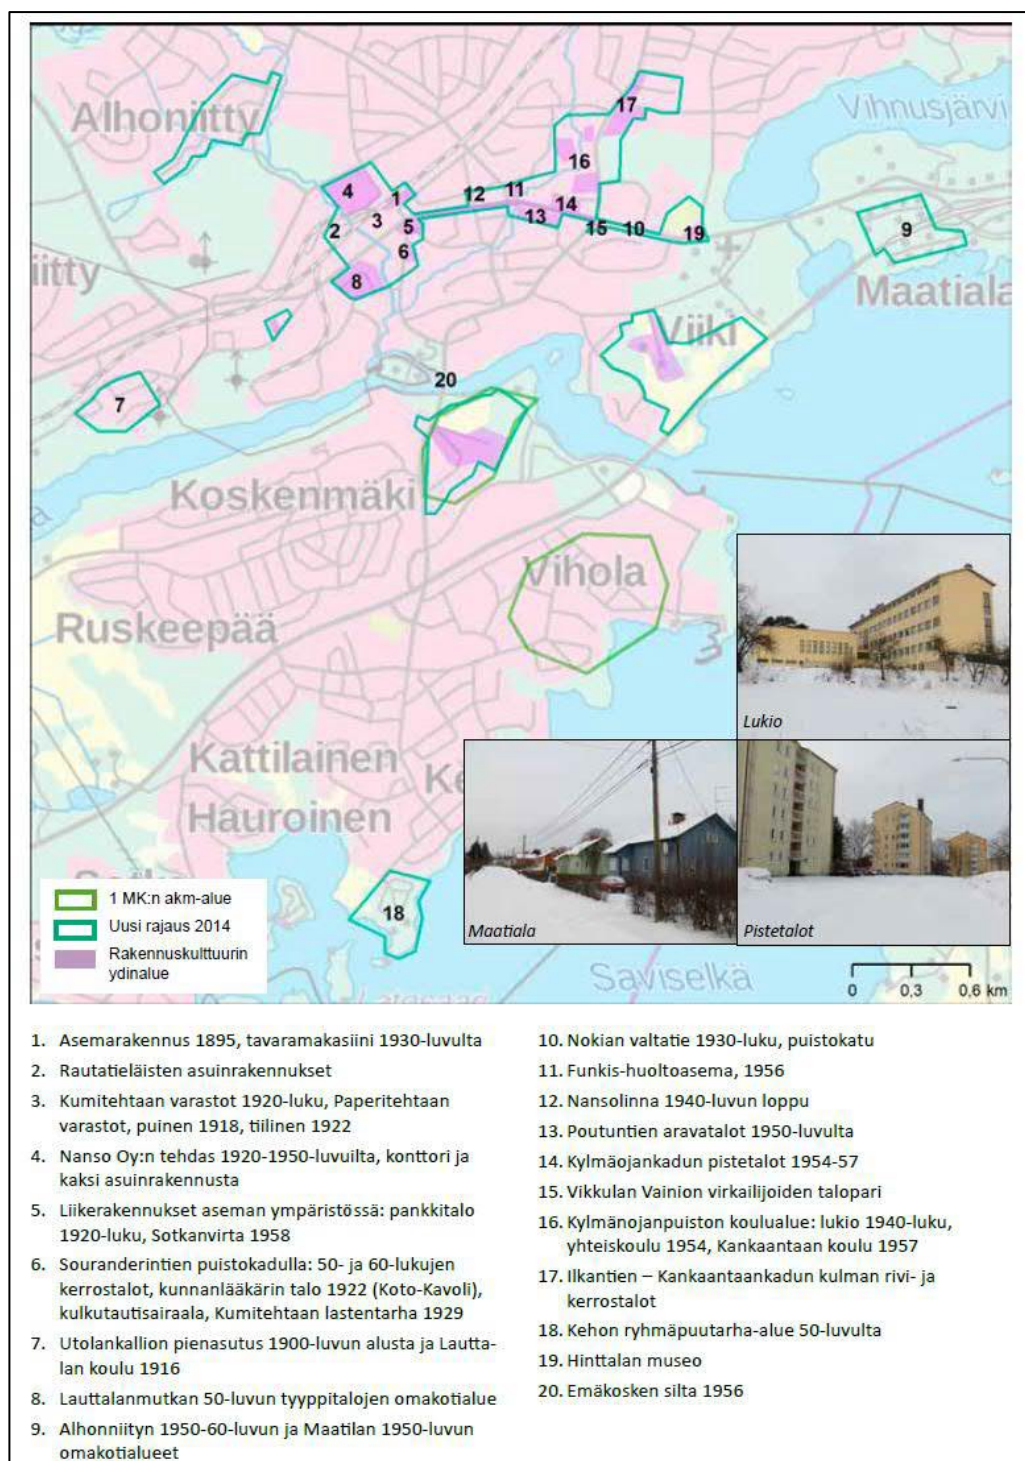 Alhoniitty
Vihnusjärvi
17
16
4
1
12
11
3
14
5
13
2
15
10
19
9
6
iitty
8
Maatiala
Viiki
20
7
Koskenmäki
Vihola
Ruskeepää
3
Lukio
Kattilainen
Hauroinen
1 MK:n akm-alue
Uusi rajaus 2014
Rakennuskulttuurin
ydinalue
18
Maatiala
Pistetalot
Saviselkä
0 0,3 0,6 km
1. Asemarakennus 1895, tavaramakasiini 1930-luvulta
2. Rautatieläisten asuinrakennukset
3. Kumitehtaan varastot 1920-luku, Paperitehtaan
varastot, puinen 1918, tiilinen 1922
4. Nanso Oy:n tehdas 1920-1950-luvuilta, konttori ja
kaksi asuinrakennusta
5. Liikerakennukset aseman ympäristössä: pankkitalo
1920-luku, Sotkanvirta 1958
6. Souranderintien puistokadulla: 50- ja 60-lukujen
kerrostalot, kunnanlääkärin talo 1922 (Koto-Kavoli),
kulkutautisairaala, Kumitehtaan lastentarha 1929
7. Utolankallion pienasutus 1900-luvun alusta ja Lautta-
lan koulu 1916
8. Lauttalanmutkan 50-luvun tyyppitalojen omakotialue
9. Alhonniityn 1950-60-luvun ja Maatilan 1950-luvun
omakotialueet
10. Nokian valtatie 1930-luku, puistokatu
11. Funkis-huoltoasema, 1956
12. Nansolinna 1940-luvun loppu
13. Poutuntien aravatalot 1950-luvulta
14. Kylmäojankadun pistetalot 1954-57
15. Vikkulan Vainion virkailijoiden talopari
16. Kylmänojanpuiston koulualue: lukio 1940-luku,
yhteiskoulu 1954, Kankaantaan koulu 1957
17. Ilkantien – Kankaantaankadun kulman rivi- ja
kerrostalot
18. Kehon ryhmäpuutarha-alue 50-luvulta
19. Hinttalan museo
20. Emäkosken silta 1956